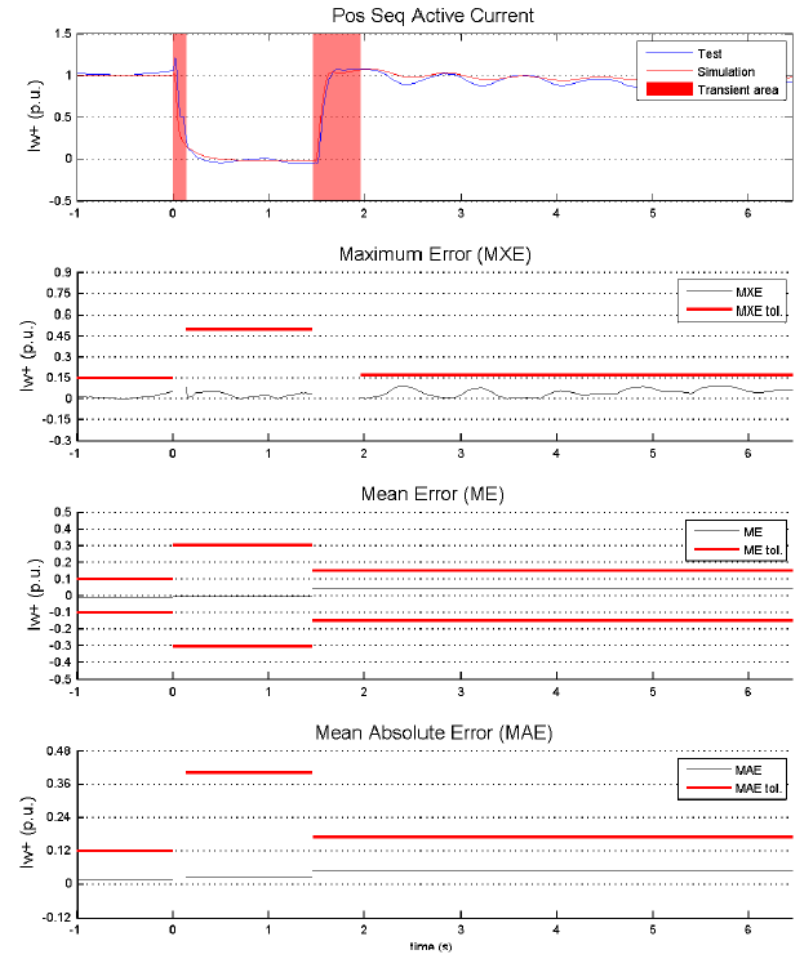 Pos Seq Active Current
1.5
1
0.5
0
-0.5
Iw+ (p.u.)
Test
Simulation
Transient area
-1 0 1 2 3 4 5 6
Maximum Error (MXE)
0.9
0.75
0.6
0.45
0.3
0.15
0
-0.15
-0.3
Iw+ (p.u.)
MXE
MXE tol.
-1 0 1 2 3 4 5 6
Mean Error (ME)
0.5
0.4
0.3
0.2
0.1
0
-0.1
-0.2
-0.3
-0.4
-0.5
Iw+ (p.u.)
ME
ME tol.
-1 0 1 2 3 4 5 6
Mean Absolute Error (MAE)
0.48
0.36
0.24
0.12
0
-0.12
Iw+ (p.u.)
MAE
MAE tol.
-1 0 1 2 3 4 5 6
time (s)